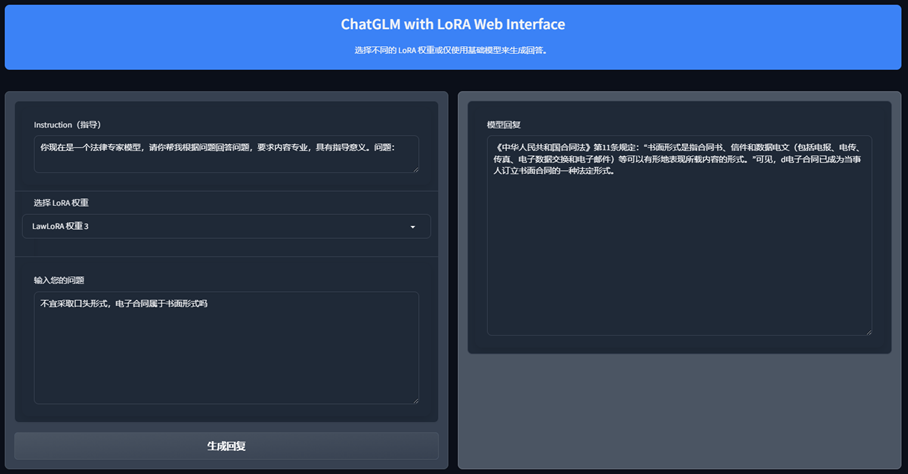 ChatGLM with LoRA Web Interface
选择不同的 LoRA 权重或仅使用基础模型来生成回答。
Instruction（指导）
你现在是一个法律专家模型，请你帮我根据问题回答问题，要求内容专业，具有指导意义。问题：
选择 LoRA 权重
LawLoRA 权重 3
输入您的问题
不宜采取口头形式，电子合同属于书面形式吗
生成回复
模型回复
《中华人民共和国合同法》第11条规定：“书面形式是指合同书、信件和数据电文（包括电报、电传、
传真、电子数据交换和电子邮件）等可以有形地表现所载内容的形式。”可见，d电子合同已成为当事
人订立书面合同的一种法定形式。